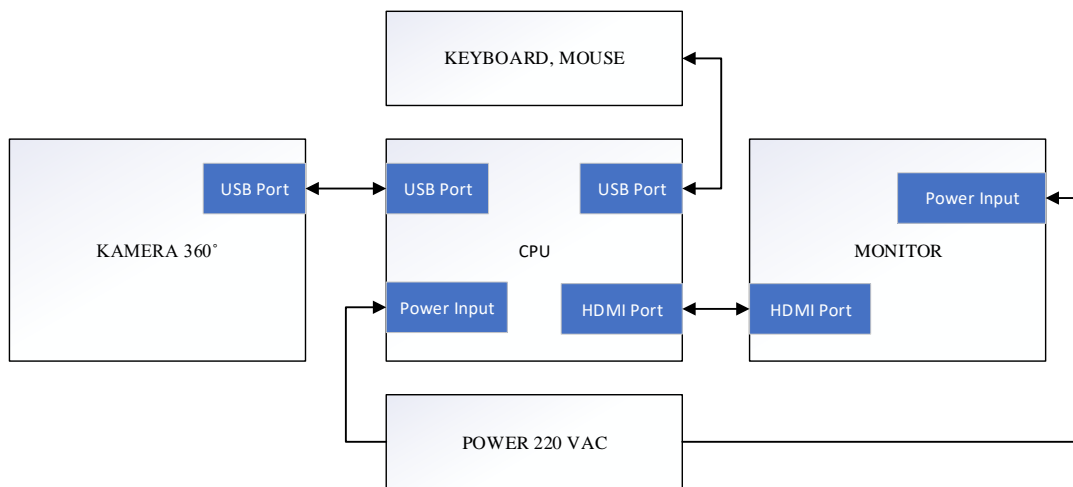 KEYBOARD, MOUSE
USB Port
USB Port
USB Port
Power Input
KAMERA 360˚
CPU
MONITOR
Power Input
HDMI Port
HDMI Port
POWER 220 VAC